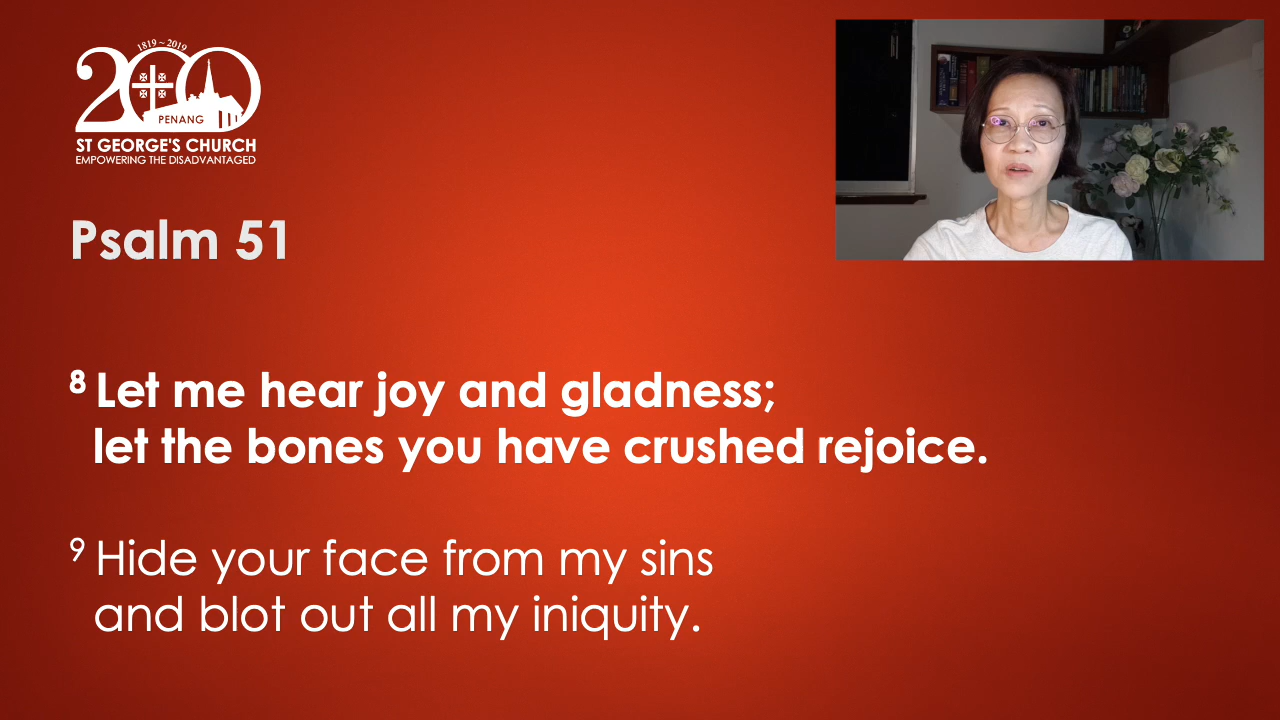 1819 ~ 2019
200
PENANG
ST GEORGE'S CHURCH
EMPOWERING THE DISADVANTAGED
Psalm 51
8 Let me hear joy and gladness;
let the bones you have crushed rejoice.
9 Hide your face from my sins
and blot out all my iniquity.